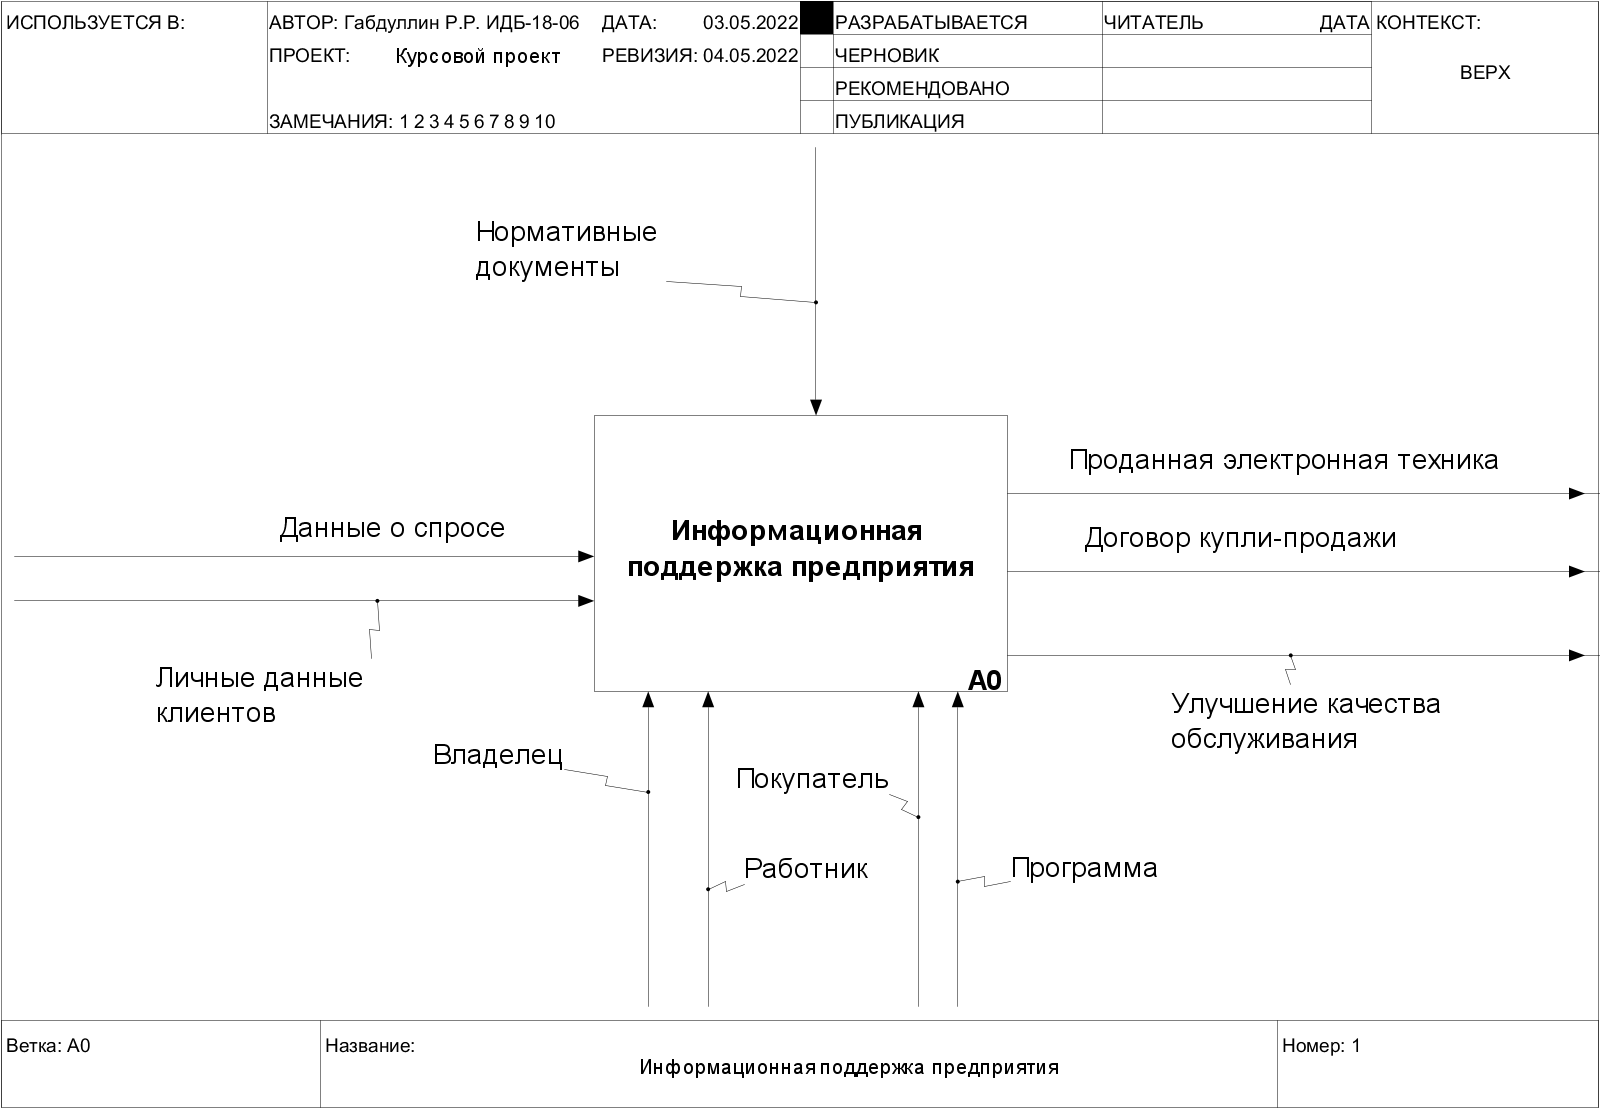 ИСПОЛЬЗУЕТСЯ В:
АВТОР: Габдуллин Р.Р. ИДБ-18-06
ДАТА: 03.05.2022
ПРОЕКТ: Курсовой проект
РЕВИЗИЯ: 04.05.2022
ЗАМЕЧАНИЯ: 1 2 3 4 5 6 7 8 9 10
РАЗРАБАТЫВАЕТСЯ
ЧЕРНОВИК
РЕКОМЕНДОВАНО
ПУБЛИКАЦИЯ
ЧИТАТЕЛЬ
ДАТА
КОНТЕКСТ:
ВЕРХ
Нормативные
документы
Данные о спросе
Личные данные
клиентов
Информационная
поддержка предприятия
A0
Проданная электронная техника
Договор купли-продажи
Улучшение качества
обслуживания
Владелец
Работник
Покупатель
Программа
Ветка: A0
Название:
Информационная поддержка предприятия
Номер: 1